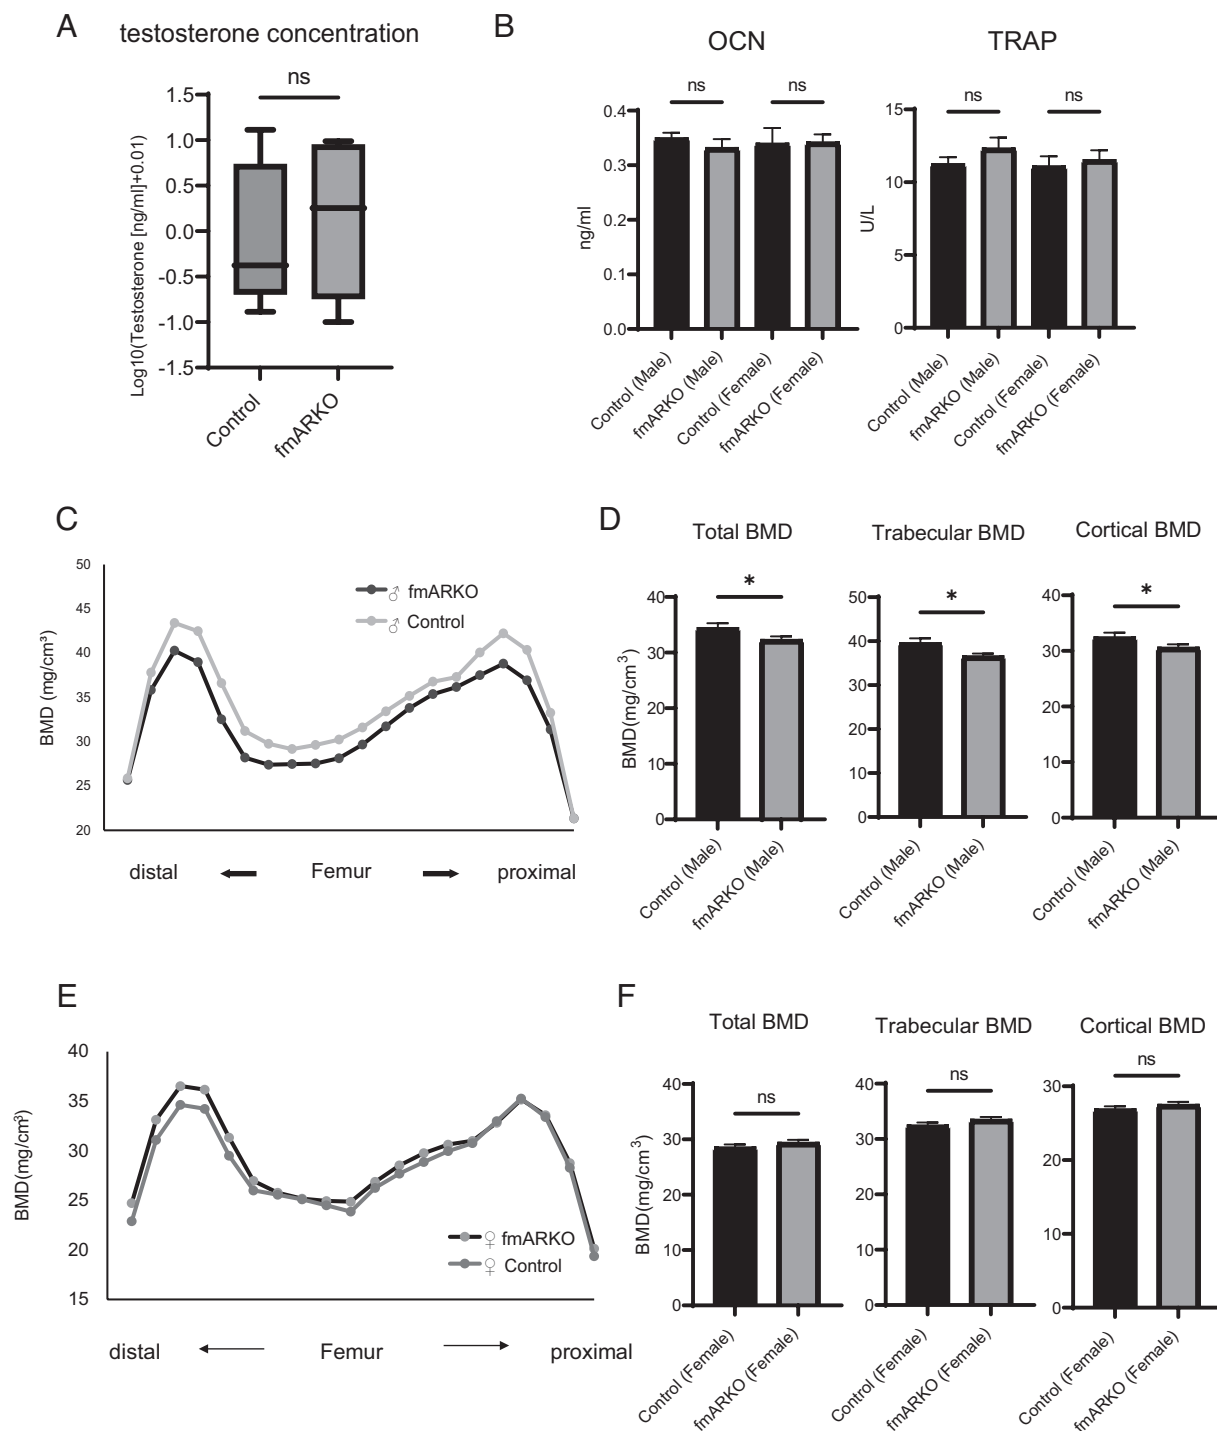 A
testosterone concentration
ns
Log10(Testosterone [ng/ml]+0.01)
1.5
1.0
0.5
0.0
-0.5
-1.0
-1.5
Control
fmARKO
B
OCN
ns
ns
ng/ml
0.4
0.3
0.2
0.1
0.0
Control (Male)
fmARKO (Male)
Control (Female)
fmARKO (Female)
TRAP
ns
ns
U/L
15
10
5
0
Control (Male)
fmARKO (Male)
Control (Female)
fmARKO (Female)
C
BMD (mg/cm³)
50
45
40
35
30
25
20
♂ fmARKO
♂ Control
distal ← Femur → proximal
D
Total BMD
*
BMD(mg/cm³)
40
30
20
10
0
Control (Male)
fmARKO (Male)
Trabecular BMD
*
50
40
30
20
10
0
Control (Male)
fmARKO (Male)
Cortical BMD
*
40
30
20
10
0
Control (Male)
fmARKO (Male)
E
BMD(mg/cm³)
40
35
30
25
20
15
♀ fmARKO
♀ Control
distal ← Femur → proximal
F
Total BMD
ns
BMD(mg/cm³)
40
30
20
10
0
Control (Female)
fmARKO (Female)
Trabecular BMD
ns
40
30
20
10
0
Control (Female)
fmARKO (Female)
Cortical BMD
ns
30
20
10
0
Control (Female)
fmARKO (Female)